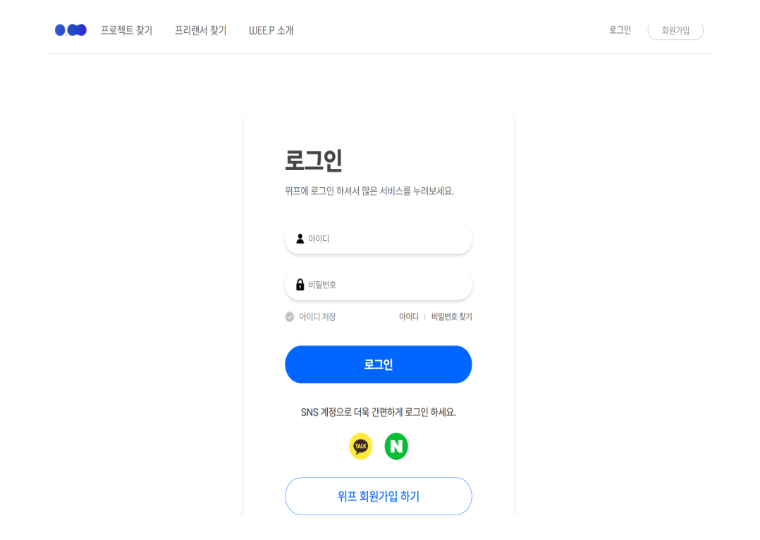 프로젝트 찾기 프리랜서 찾기 WEE.P 소개 로그인 회원가입
로그인
위프에 로그인 하셔서 많은 서비스를 누려보세요.
아이디
비밀번호
아이디 저장 아이디 | 비밀번호 찾기
로그인
SNS 계정으로 더욱 간편하게 로그인 하세요.
TALK N
위프 회원가입 하기